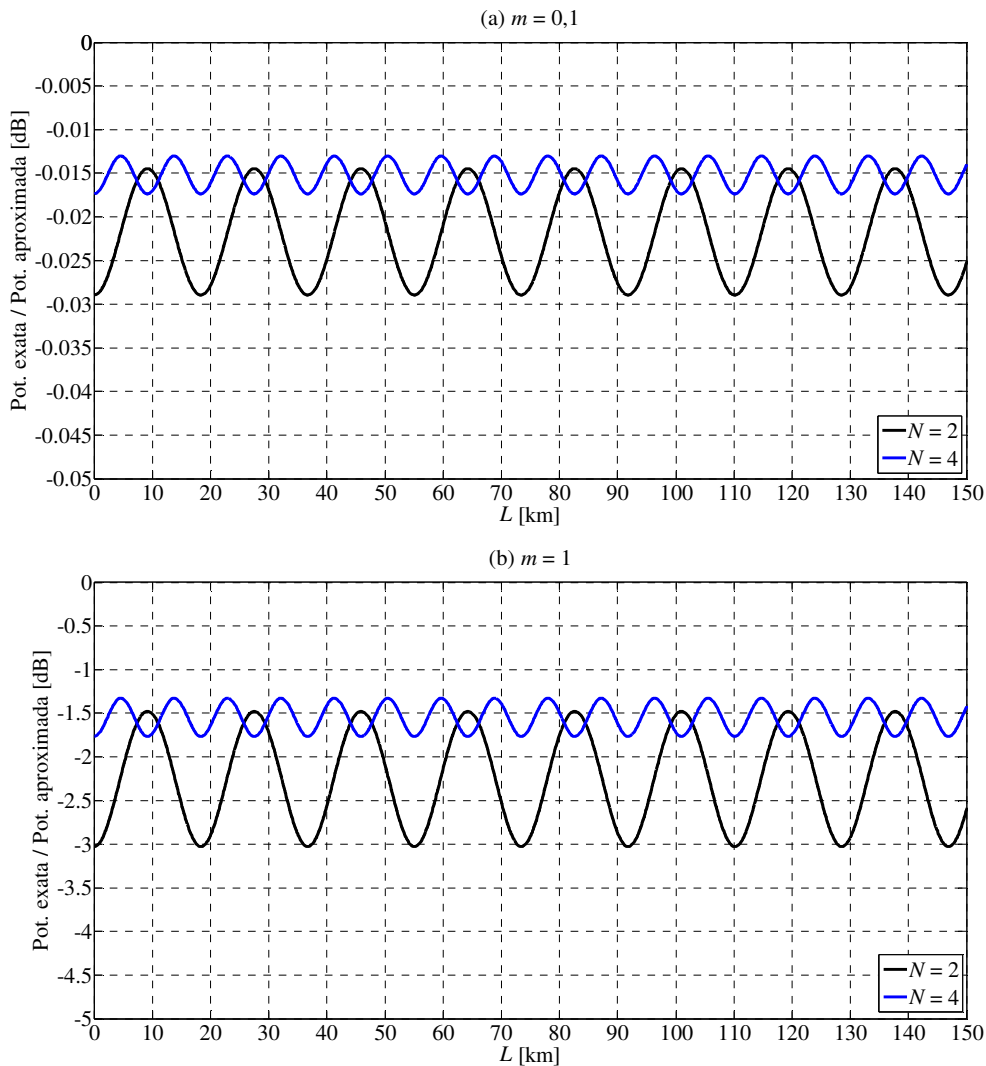 (a) m = 0,1
Pot. exata / Pot. aproximada [dB]
0
-0.005
-0.01
-0.015
-0.02
-0.025
-0.03
-0.035
-0.04
-0.045
-0.05
N = 2
N = 4
0 10 20 30 40 50 60 70 80 90 100 110 120 130 140 150
L [km]
(b) m = 1
Pot. exata / Pot. aproximada [dB]
0
-0.5
-1
-1.5
-2
-2.5
-3
-3.5
-4
-4.5
-5
N = 2
N = 4
0 10 20 30 40 50 60 70 80 90 100 110 120 130 140 150
L [km]